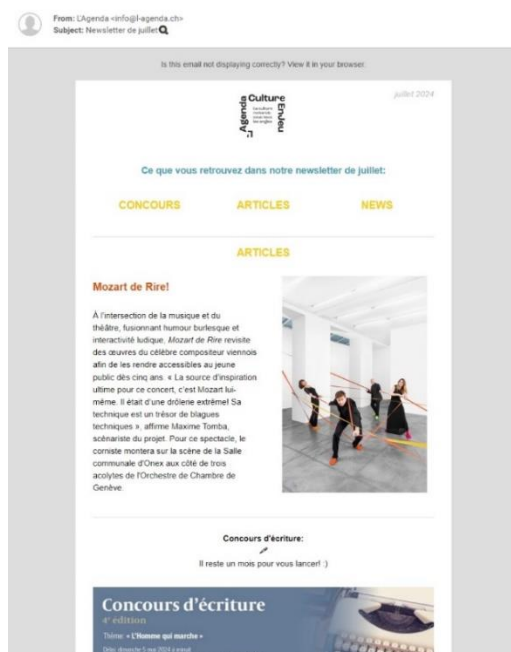 From: L'Agenda <info@l-agenda.ch>
Subject: Newsletter de juillet
Is this email not displaying correctly? View it in your browser.
juillet 2024
Agenda
Culture
EnJeu
Ce que vous retrouvez dans notre newsletter de juillet:
CONCOURS ARTICLES NEWS
ARTICLES
Mozart de Rire!
À l'intersection de la musique et du
théâtre, fusionnant humour burlesque et
interactivité ludique, Mozart de Rire revisite
des œuvres du célèbre compositeur viennois
afin de les rendre accessibles au jeune
public dès cinq ans. « La source d'inspiration
ultime pour ce concert, c'est Mozart lui-
même. Il était d'une drôlerie extrême! Sa
technique est un trésor de blagues
techniques », affirme Maxime Tomba,
scénariste du projet. Pour ce spectacle, le
corniste montera sur la scène de la Salle
communale d'Onex aux côté de trois
acolytes de l'Orchestre de Chambre de
Genève.
Concours d'écriture:
Il reste un mois pour vous lancer! :)
Concours d'écriture
4e édition
Thème: « L'Homme qui marche »
Délai: dimanche 5 mai 2024 à minuit